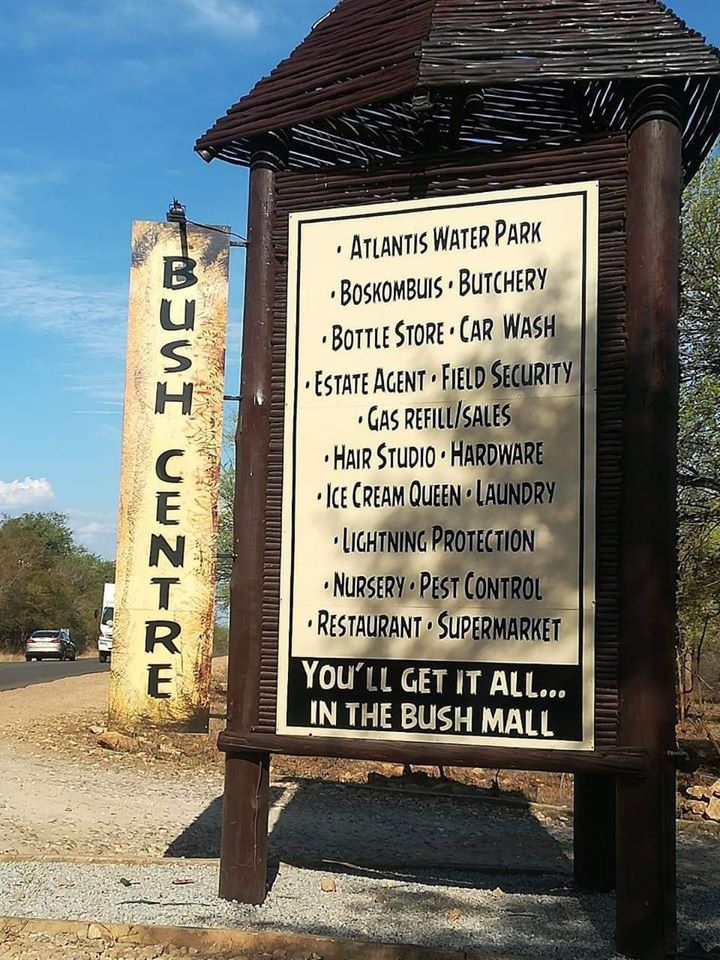 BUSH CENTRE
• ATLANTIS WATER PARK
• BOSKOMBUIS • BUTCHERY
• BOTTLE STORE • CAR WASH
• ESTATE AGENT • FIELD SECURITY
• GAS REFILL/SALES
• HAIR STUDIO • HARDWARE
• ICE CREAM QUEEN • LAUNDRY
• LIGHTNING PROTECTION
• NURSERY • PEST CONTROL
• RESTAURANT • SUPERMARKET
YOU'LL GET IT ALL...
IN THE BUSH MALL